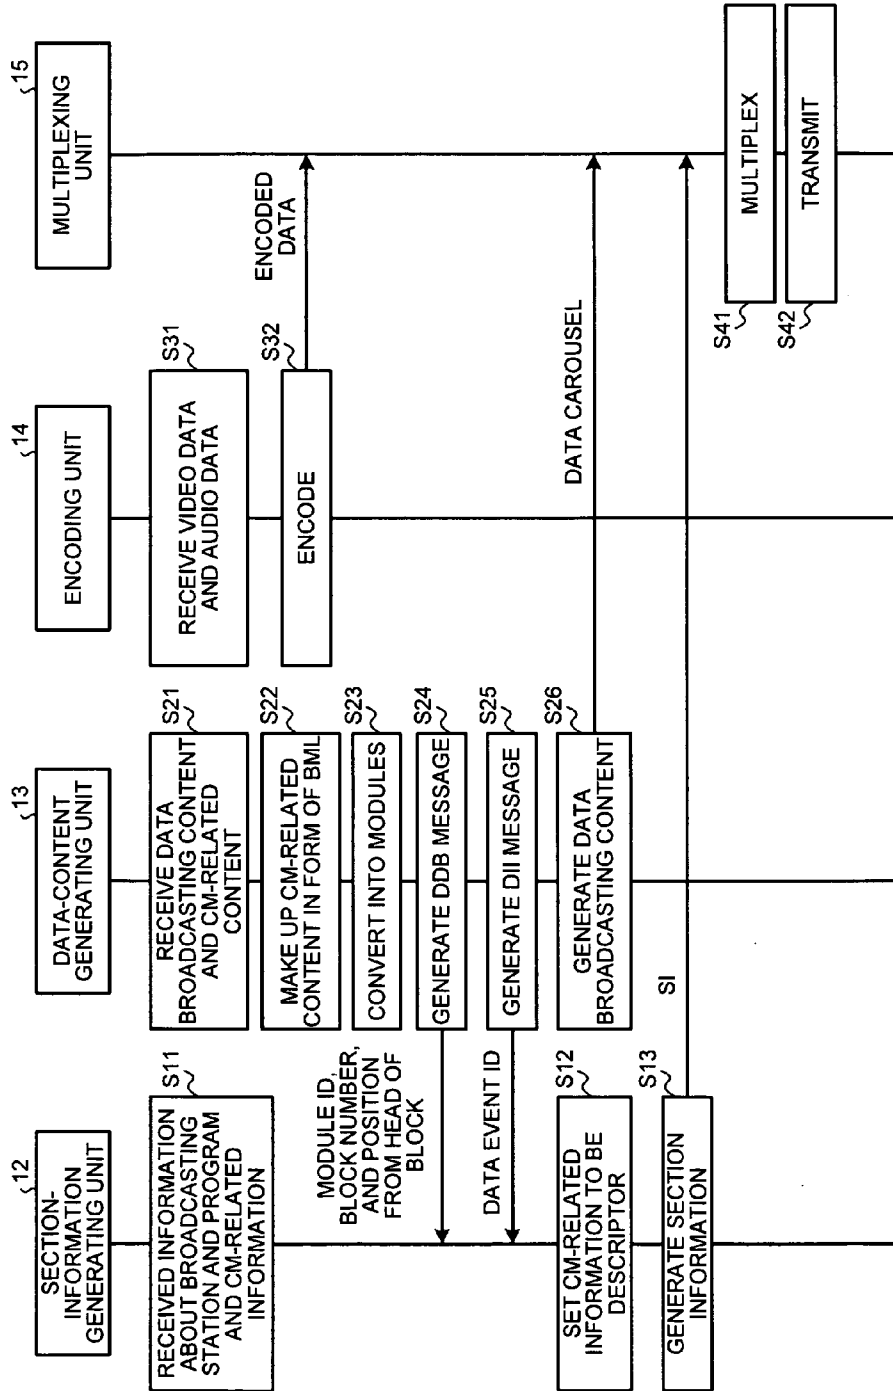 12
SECTION-
INFORMATION
GENERATING UNIT
13
DATA-CONTENT
GENERATING UNIT
14
ENCODING UNIT
15
MULTIPLEXING
UNIT
S11
RECEIVED INFORMATION
ABOUT BROADCASTING
STATION AND PROGRAM
AND CM-RELATED
INFORMATION
S21
RECEIVE DATA
BROADCASTING CONTENT
AND CM-RELATED
CONTENT
S31
RECEIVE VIDEO DATA
AND AUDIO DATA
S22
MAKE UP CM-RELATED
CONTENT IN FORM OF BML
S32
ENCODE
ENCODED
DATA
S23
CONVERT INTO MODULES
MODULE ID,
BLOCK NUMBER,
AND POSITION
FROM HEAD OF
BLOCK
S24
GENERATE DDB MESSAGE
DATA EVENT ID
S25
GENERATE DII MESSAGE
S12
SET CM-RELATED
INFORMATION TO BE
DESCRIPTOR
S26
GENERATE DATA
BROADCASTING CONTENT
DATA CAROUSEL
S13
GENERATE SECTION
INFORMATION
SI
S41
MULTIPLEX
S42
TRANSMIT